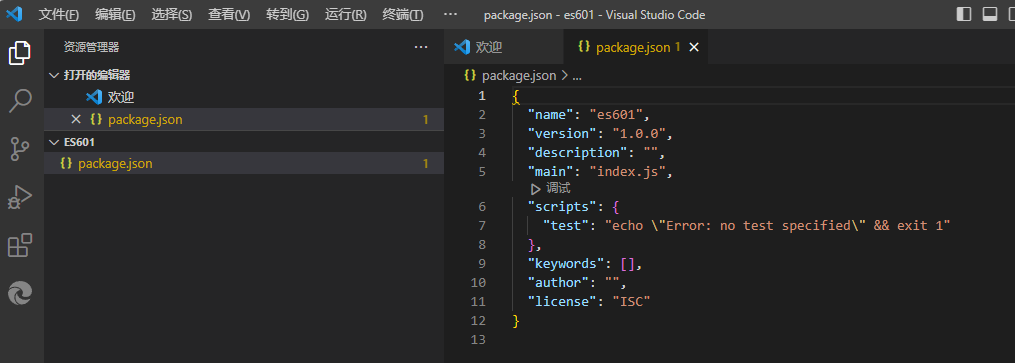 文件(F) 编辑(E) 选择(S) 查看(V) 转到(G) 运行(R) 终端(T) ··· package.json - es601 - Visual Studio Code
资源管理器 ···
欢迎
{} package.json 1 ×
打开的编辑器
欢迎
× {} package.json 1
ES601
{} package.json 1
{} package.json > ...
1 {
2 "name": "es601",
3 "version": "1.0.0",
4 "description": "",
5 "main": "index.js",
调试
6 "scripts": {
7 "test": "echo \"Error: no test specified\" && exit 1"
8 },
9 "keywords": [],
10 "author": "",
11 "license": "ISC"
12 }
13